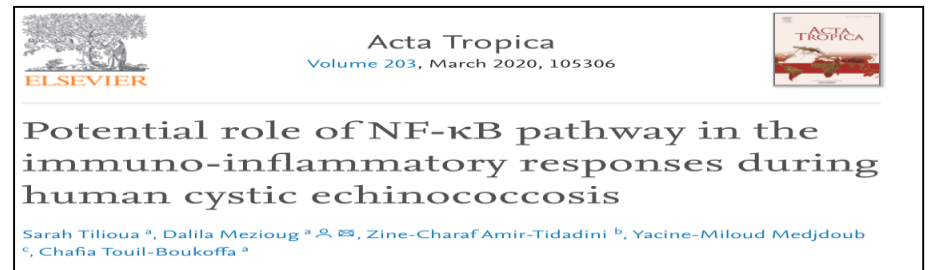 Acta Tropica
Volume 203, March 2020, 105306
ELSEVIER
ACTA
TROPICA
Potential role of NF-κB pathway in the
immuno-inflammatory responses during
human cystic echinococcosis
Sarah Tilioua ᵃ, Dalila Mezioug ᵃ, Zine-Charaf Amir-Tidadini ᵇ, Yacine-Miloud Medjdoub
ᶜ, Chafia Touil-Boukoffa ᵃ